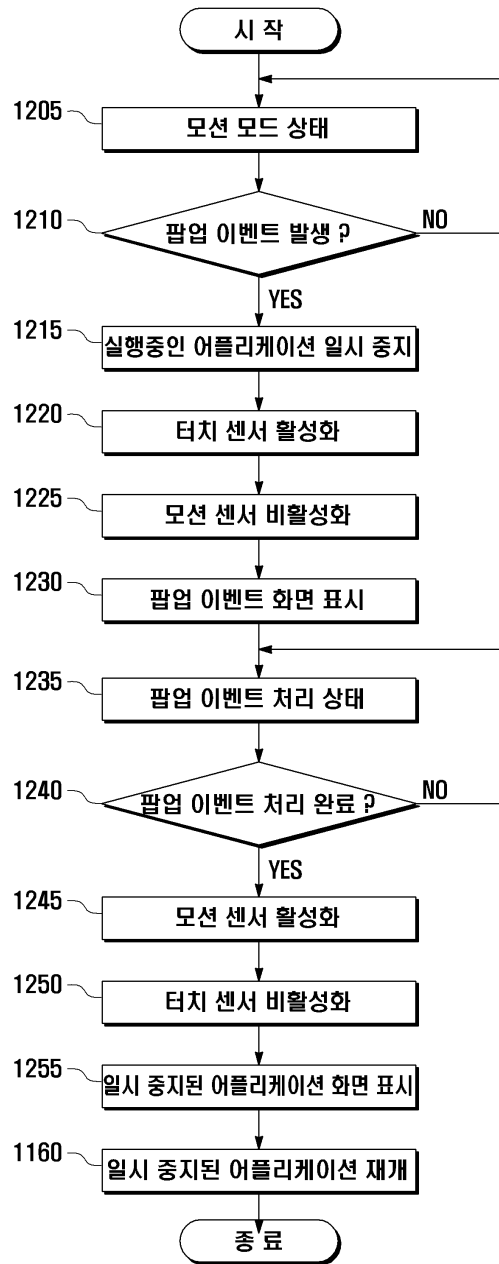 시 작
1205
모션 모드 상태
1210
팝업 이벤트 발생 ?
NO
YES
1215
실행중인 어플리케이션 일시 중지
1220
터치 센서 활성화
1225
모션 센서 비활성화
1230
팝업 이벤트 화면 표시
1235
팝업 이벤트 처리 상태
1240
팝업 이벤트 처리 완료 ?
NO
YES
1245
모션 센서 활성화
1250
터치 센서 비활성화
1255
일시 중지된 어플리케이션 화면 표시
1160
일시 중지된 어플리케이션 재개
종 료